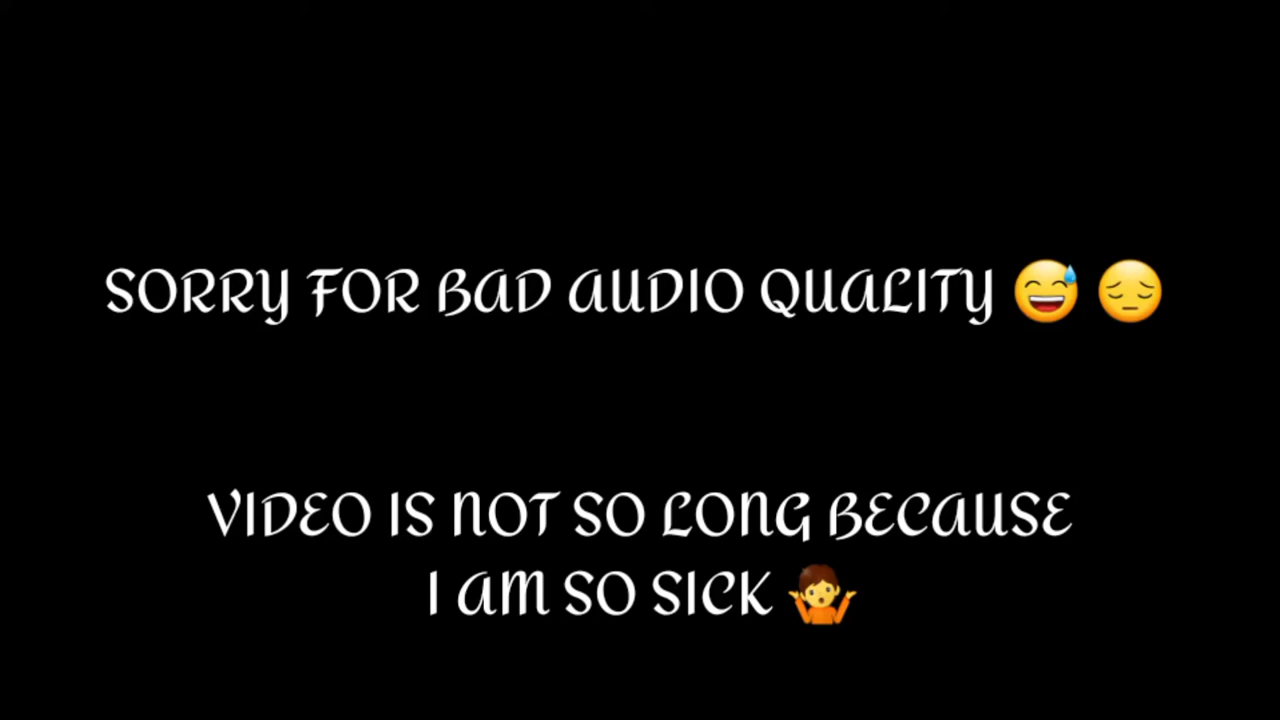 SORRY FOR BAD AUDIO QUALITY 😅 😔
VIDEO IS NOT SO LONG BECAUSE
I AM SO SICK 🤷